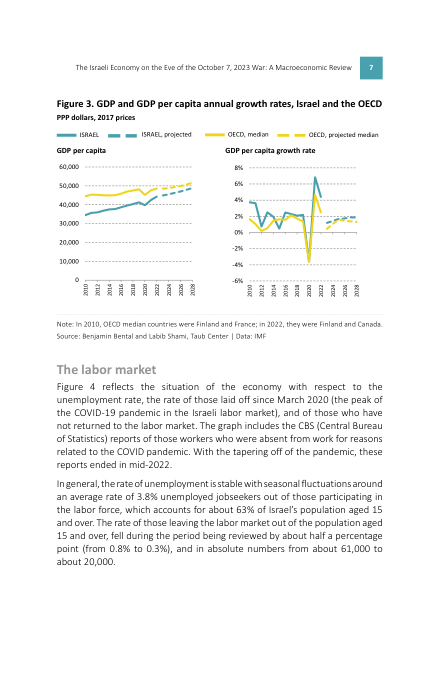 The Israeli Economy on the Eve of the October 7, 2023 War: A Macroeconomic Review 7
Figure 3. GDP and GDP per capita annual growth rates, Israel and the OECD
PPP dollars, 2017 prices
ISRAEL ISRAEL, projected OECD, median OECD, projected median
GDP per capita
60,000
50,000
40,000
30,000
20,000
10,000
0
2010 2012 2014 2016 2018 2020 2022 2024 2026 2028
GDP per capita growth rate
8%
6%
4%
2%
0%
-2%
-4%
-6%
2010 2012 2014 2016 2018 2020 2022 2024 2026 2028
Note: In 2010, OECD median countries were Finland and France; in 2022, they were Finland and Canada.
Source: Benjamin Bental and Labib Shami, Taub Center | Data: IMF
The labor market
Figure 4 reflects the situation of the economy with respect to the
unemployment rate, the rate of those laid off since March 2020 (the peak of
the COVID-19 pandemic in the Israeli labor market), and of those who have
not returned to the labor market. The graph includes the CBS (Central Bureau
of Statistics) reports of those workers who were absent from work for reasons
related to the COVID pandemic. With the tapering off of the pandemic, these
reports ended in mid-2022.
In general, the rate of unemployment is stable with seasonal fluctuations around
an average rate of 3.8% unemployed jobseekers out of those participating in
the labor force, which accounts for about 63% of Israel's population aged 15
and over. The rate of those leaving the labor market out of the population aged
15 and over, fell during the period being reviewed by about half a percentage
point (from 0.8% to 0.3%), and in absolute numbers from about 61,000 to
about 20,000.